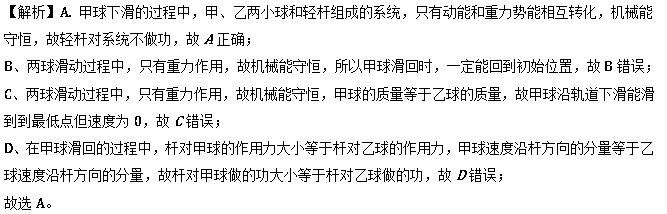 【解析】A. 甲球下滑的过程中，甲、乙两小球和轻杆组成的系统，只有动能和重力势能相互转化，机械能
守恒，故轻杆对系统不做功，故 A 正确；
B、两球滑动过程中，只有重力作用，故机械能守恒，所以甲球滑回时，一定能回到初始位置，故 B 错误；
C、两球滑动过程中，只有重力作用，故机械能守恒，甲球的质量等于乙球的质量，故甲球沿轨道下滑能滑
到到最低点但速度为 0，故 C错误；
D、在甲球滑回的过程中，杆对甲球的作用力大小等于杆对乙球的作用力，甲球速度沿杆方向的分量等于乙
球速度沿杆方向的分量，故杆对甲球做的功大小等于杆对乙球做的功，故 D错误；
故选 A。